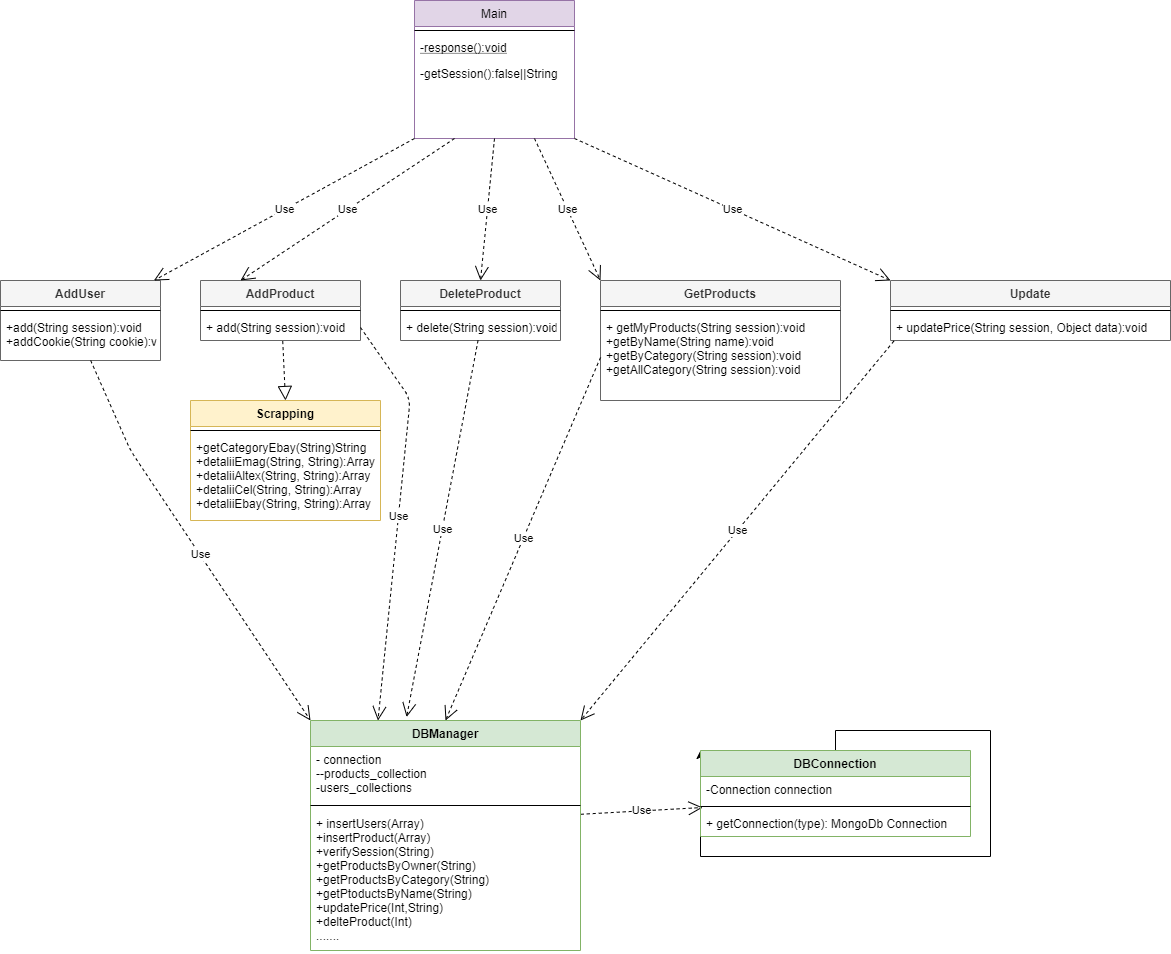 Main
-response():void
-getSession():false||String
Use
Use
Use
Use
Use
AddUser
+add(String session):void
+addCookie(String cookie):v
AddProduct
+ add(String session):void
DeleteProduct
+ delete(String session):void
GetProducts
+ getMyProducts(String session):void
+getByName(String name):void
+getByCategory(String session):void
+getAllCategory(String session):void
Update
+ updatePrice(String session, Object data):void
Scrapping
+getCategoryEbay(String)String
+detaliiEmag(String, String):Array
+detaliiAltex(String, String):Array
+detaliiCel(String, String):Array
+detaliiEbay(String, String):Array
Use
Use
Use
Use
Use
DBManager
- connection
--products_collection
-users_collections
+ insertUsers(Array)
+insertProduct(Array)
+verifySession(String)
+getProductsByOwner(String)
+getProductsByCategory(String)
+getPtoductsByName(String)
+updatePrice(Int,String)
+delteProduct(Int)
.......
Use
DBConnection
-Connection connection
+ getConnection(type): MongoDb Connection